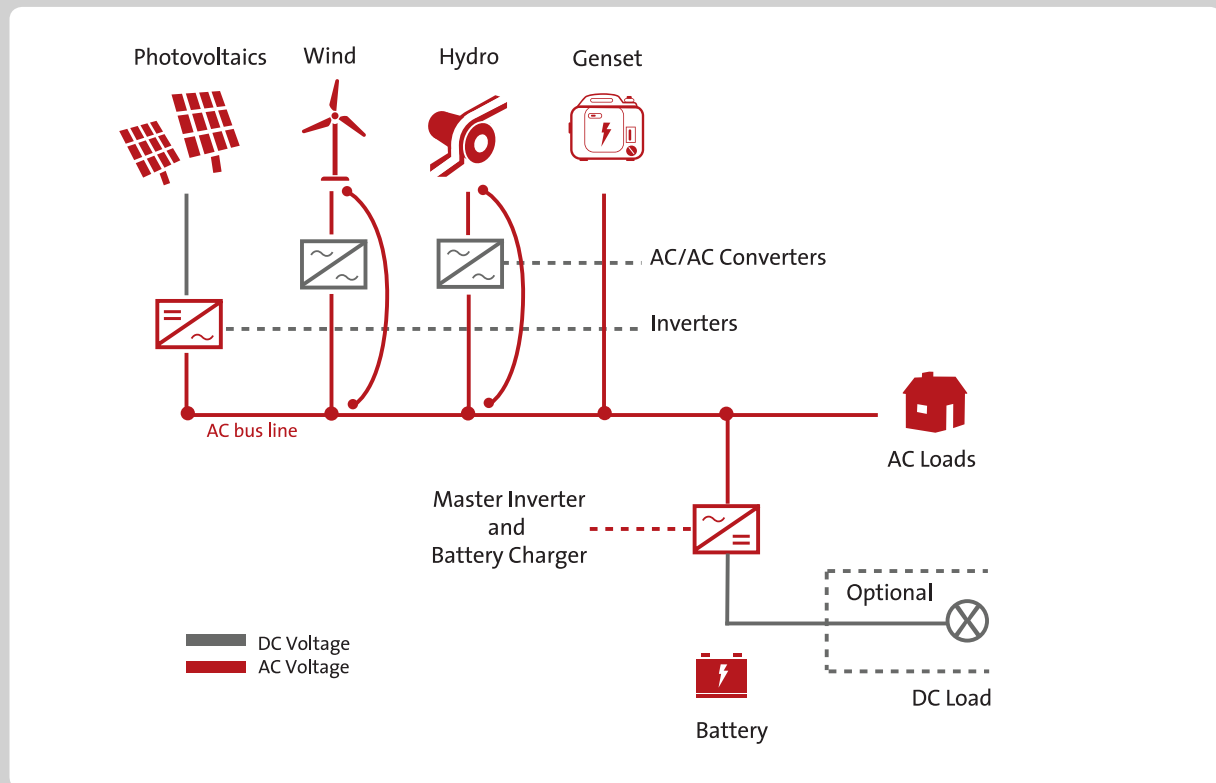 Photovoltaics
Wind
Hydro
Genset
AC/AC Converters
Inverters
AC bus line
AC Loads
Master Inverter
and
Battery Charger
Optional
DC Voltage
AC Voltage
DC Load
Battery